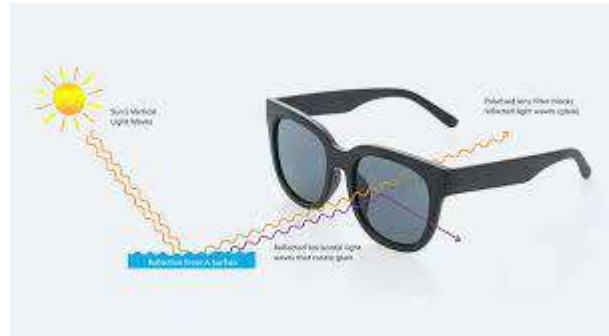 Sun's Vertical
Light Waves
Polarised lens filter blocks
reflected light waves (glare)
Reflection From A Surface
Reflected horizontal light
waves that create glare